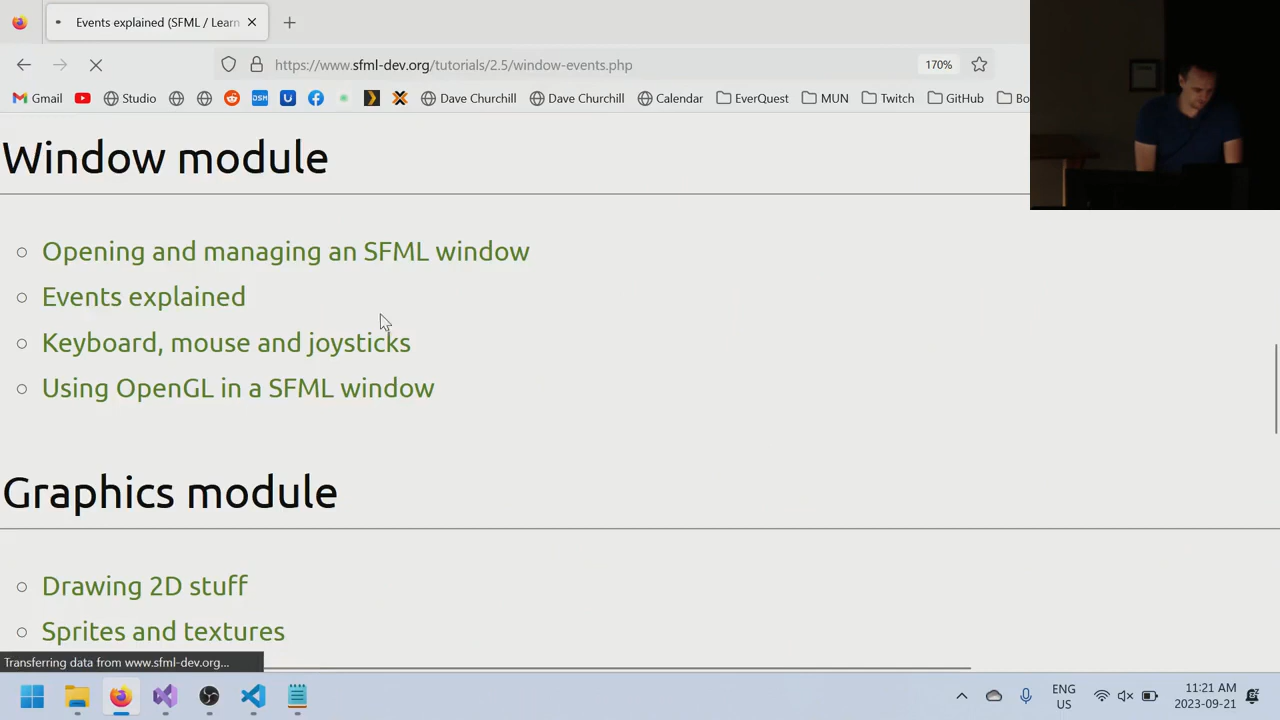 Events explained (SFML / Learn
https://www.sfml-dev.org/tutorials/2.5/window-events.php
170%
Gmail
Studio
DSM
Dave Churchill
Dave Churchill
Calendar
EverQuest
MUN
Twitch
GitHub
Bo
Window module
Opening and managing an SFML window
Events explained
Keyboard, mouse and joysticks
Using OpenGL in a SFML window
Graphics module
Drawing 2D stuff
Sprites and textures
Transferring data from www.sfml-dev.org...
ENG
US
11:21 AM
2023-09-21